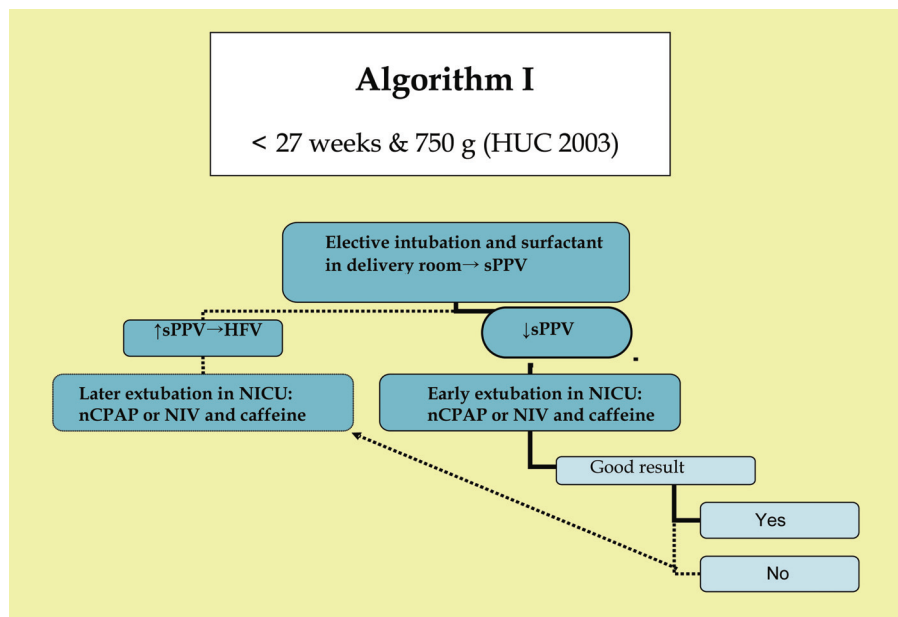 Algorithm I
< 27 weeks & 750 g (HUC 2003)
Elective intubation and surfactant
in delivery room→ sPPV
↑sPPV→HFV
↓sPPV
Later extubation in NICU:
nCPAP or NIV and caffeine
Early extubation in NICU:
nCPAP or NIV and caffeine
Good result
Yes
No